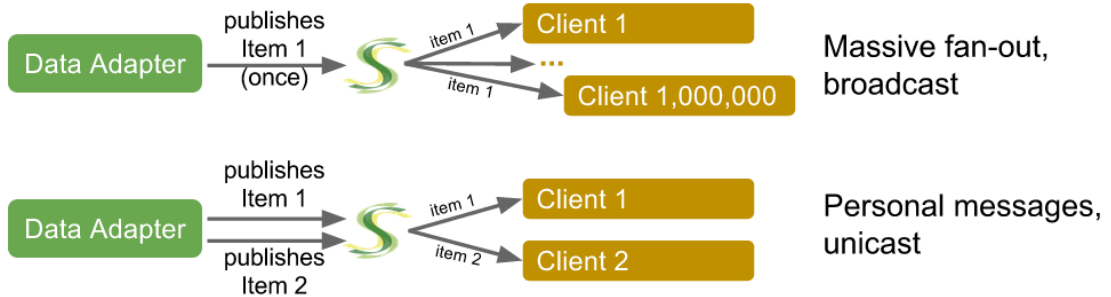 publishes
Item 1
(once)
Data Adapter
item 1
...
item 1
Client 1
Client 1,000,000
Massive fan-out,
broadcast
publishes
Item 1
Data Adapter
publishes
Item 2
item 1
item 2
Client 1
Client 2
Personal messages,
unicast